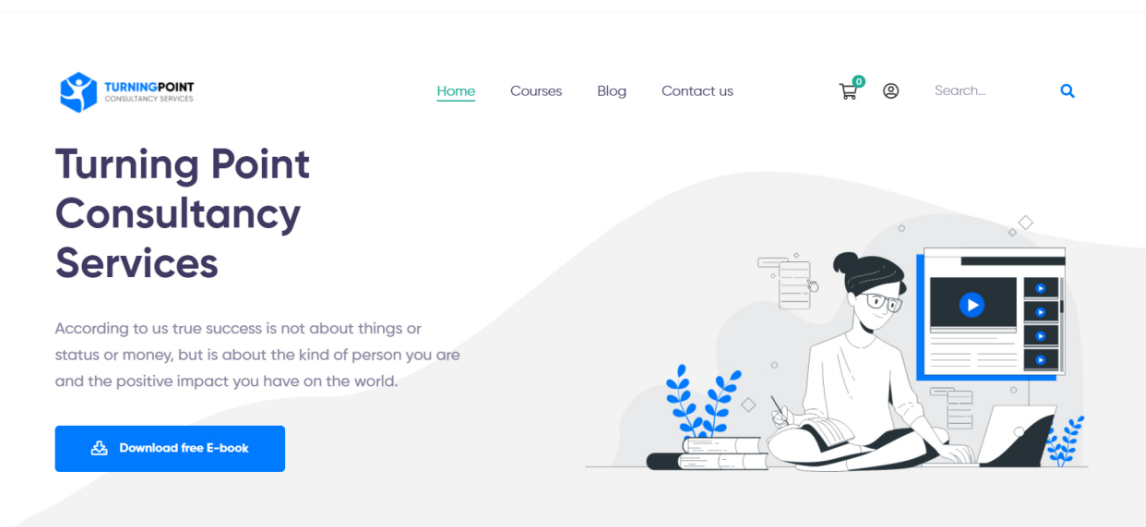 TURNINGPOINT
CONSULTANCY SERVICES
Home Courses Blog Contact us 0 Search...
Turning Point
Consultancy
Services
According to us true success is not about things or
status or money, but is about the kind of person you are
and the positive impact you have on the world.
Download free E-book